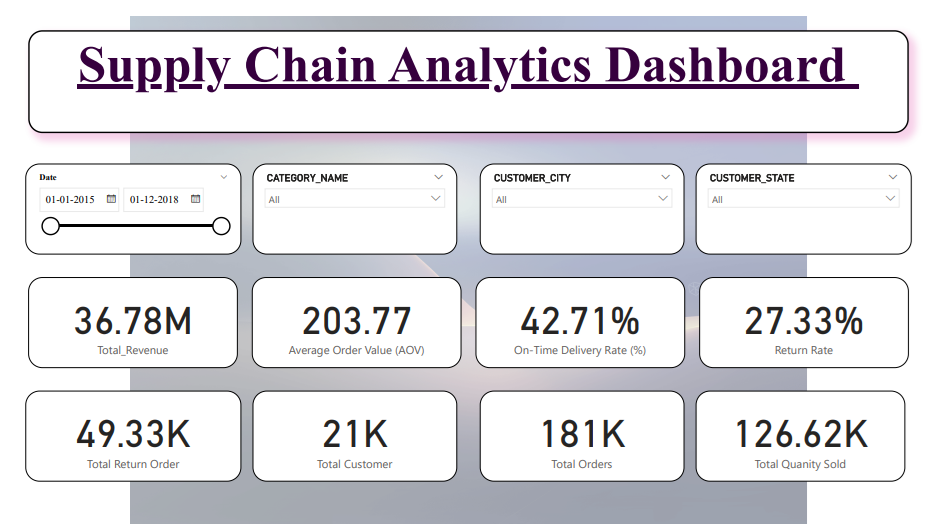 Supply Chain Analytics Dashboard
Date
01-01-2015 01-12-2018
CATEGORY_NAME
All
CUSTOMER_CITY
All
CUSTOMER_STATE
All
36.78M
Total_Revenue
203.77
Average Order Value (AOV)
42.71%
On-Time Delivery Rate (%)
27.33%
Return Rate
49.33K
Total Return Order
21K
Total Customer
181K
Total Orders
126.62K
Total Quanity Sold